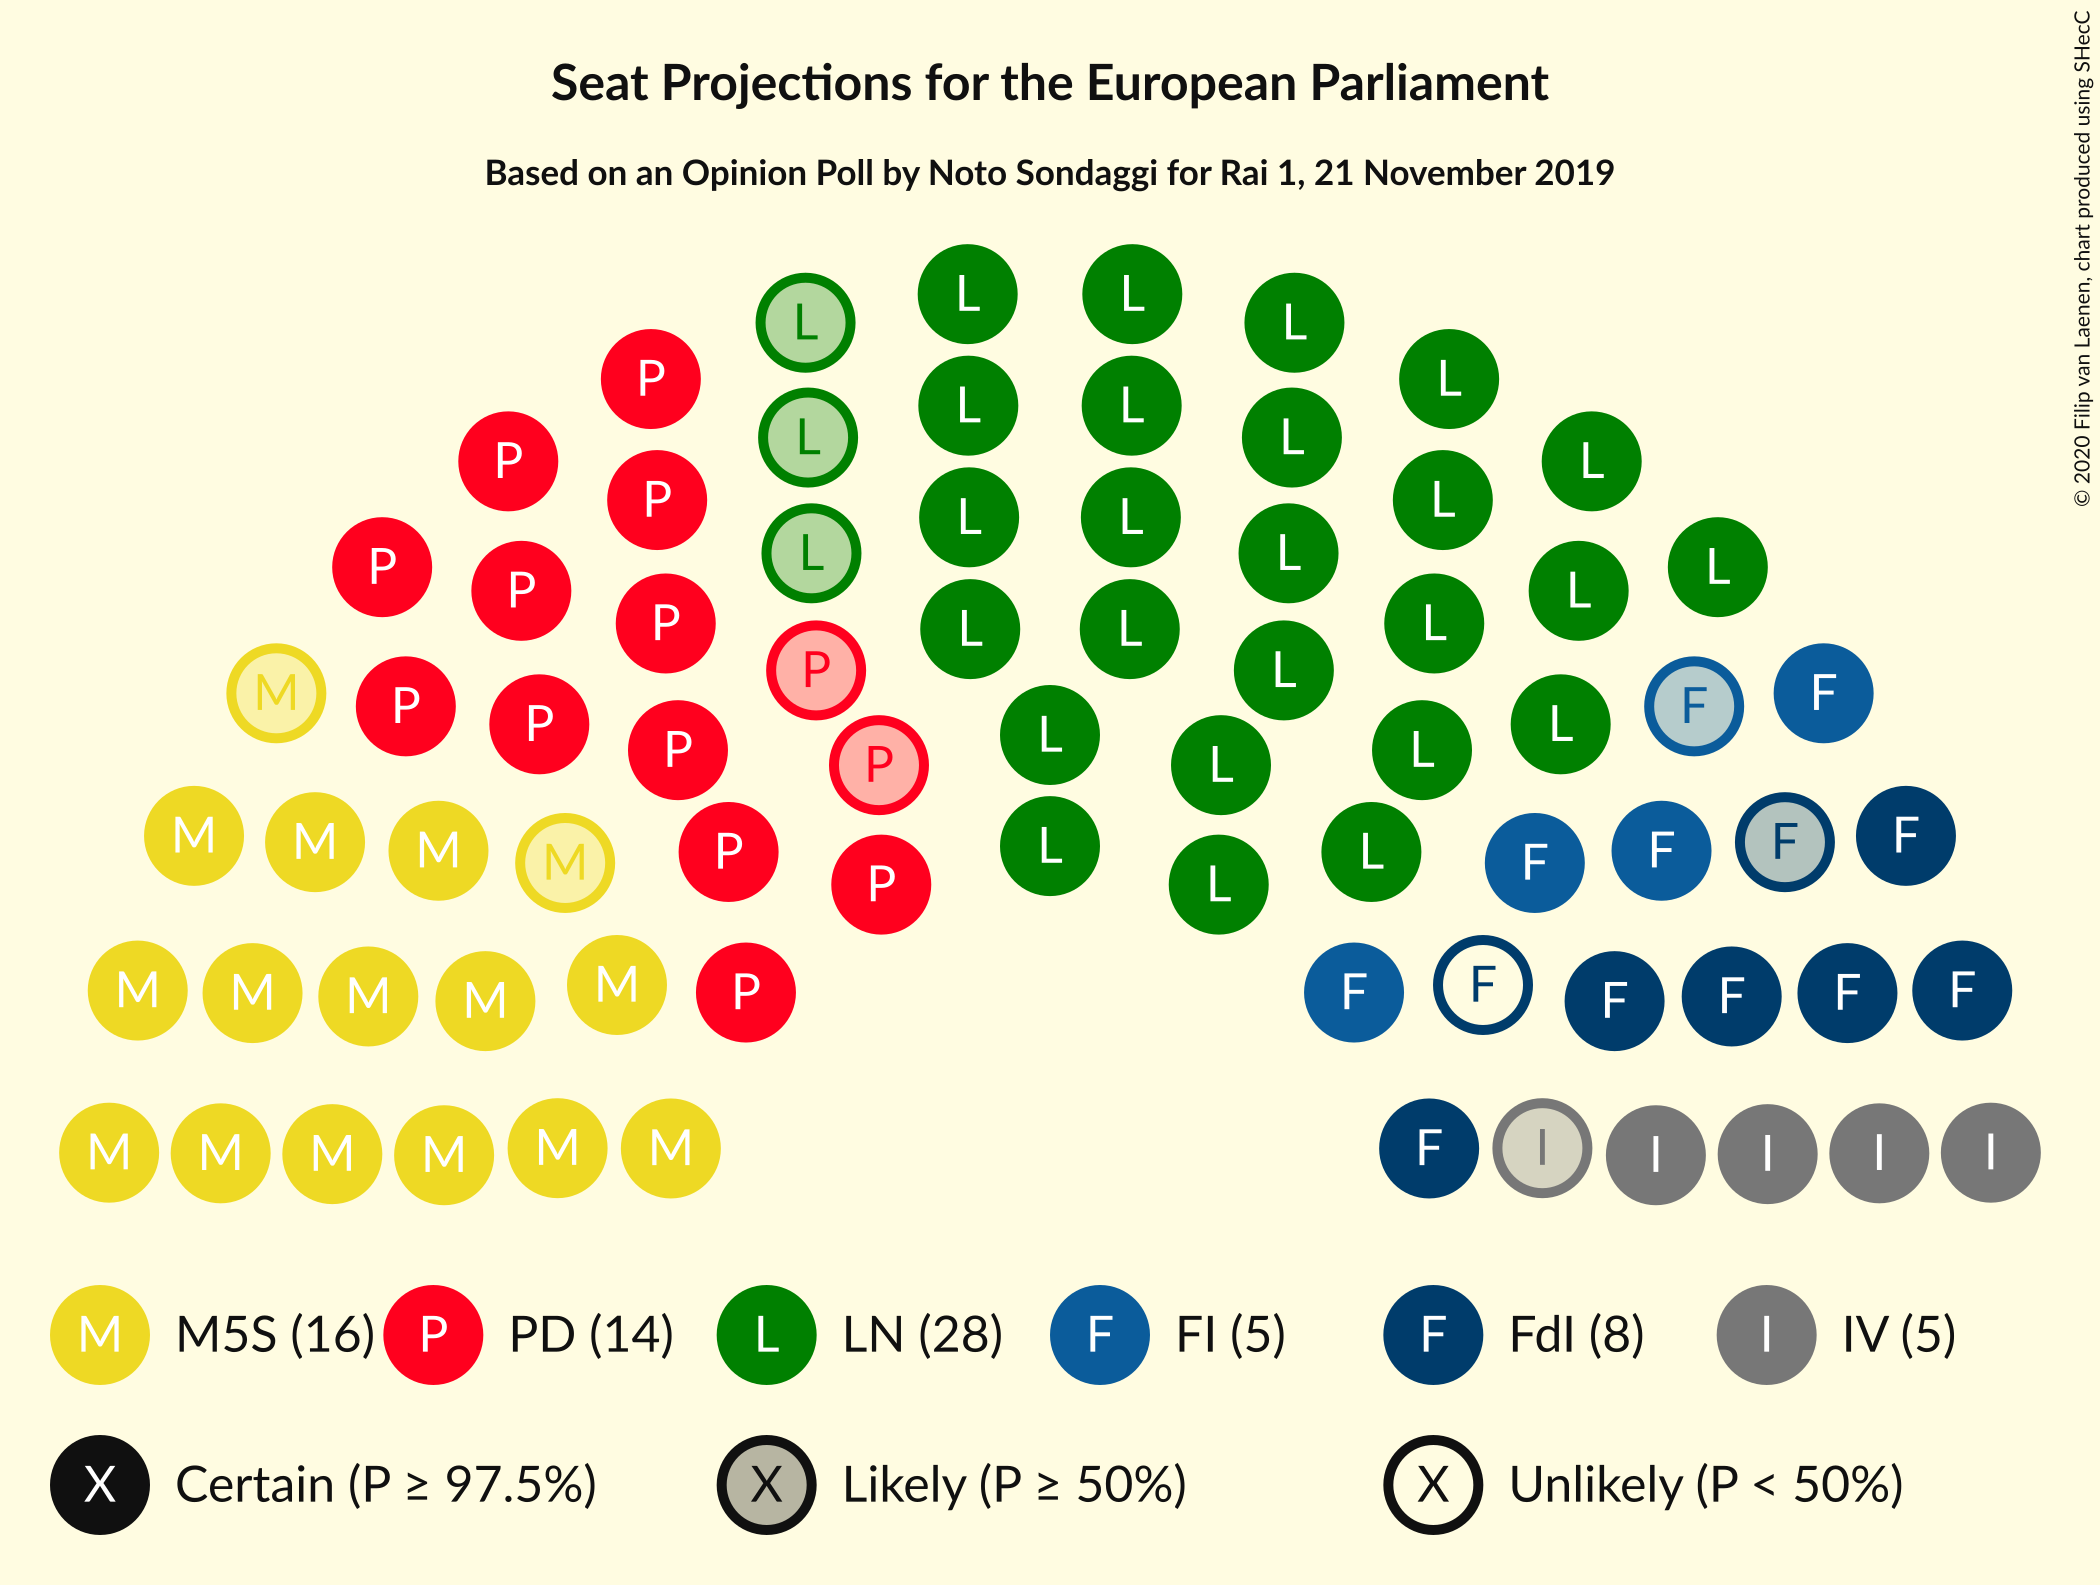 Seat Projections for the European Parliament
Based on an Opinion Poll by Noto Sondaggi for Rai 1, 21 November 2019
© 2020 Filip van Laenen, chart produced using SHecC
L L L L
P L
L L L L
P L
P L
L L L
P L
P P L L
L L L
P P L L
M P P P P L L L L F F
P L L
M M M M P P L L L F F F F
M M M M M P F F F F F F
M M M M M M F I I I I I
M M5S (16) P PD (14) L LN (28) F FI (5) F FdI (8) I IV (5)
X Certain (P ≥ 97.5%) X Likely (P ≥ 50%) X Unlikely (P < 50%)